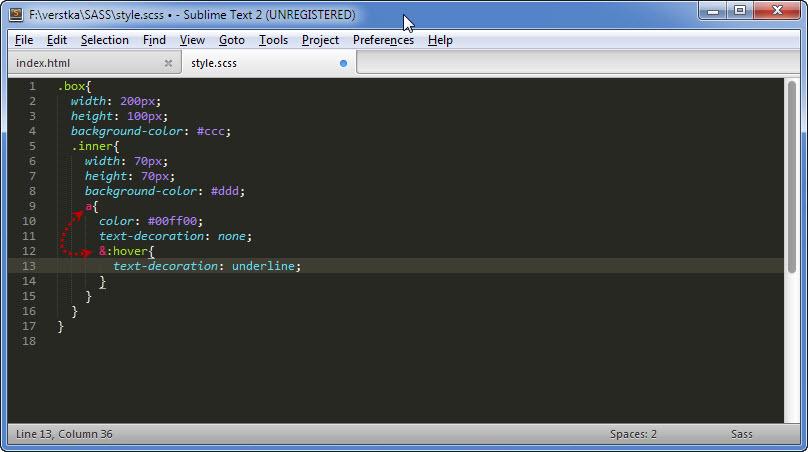 F:\verstka\SASS\style.scss • - Sublime Text 2 (UNREGISTERED)
File Edit Selection Find View Goto Tools Project Preferences Help
index.html style.scss
1 .box{
2 width: 200px;
3 height: 100px;
4 background-color: #ccc;
5 .inner{
6 width: 70px;
7 height: 70px;
8 background-color: #ddd;
9 a{
10 color: #00ff00;
11 text-decoration: none;
12 &:hover{
13 text-decoration: underline;
14 }
15 }
16 }
17 }
18
Line 13, Column 36 Spaces: 2 Sass